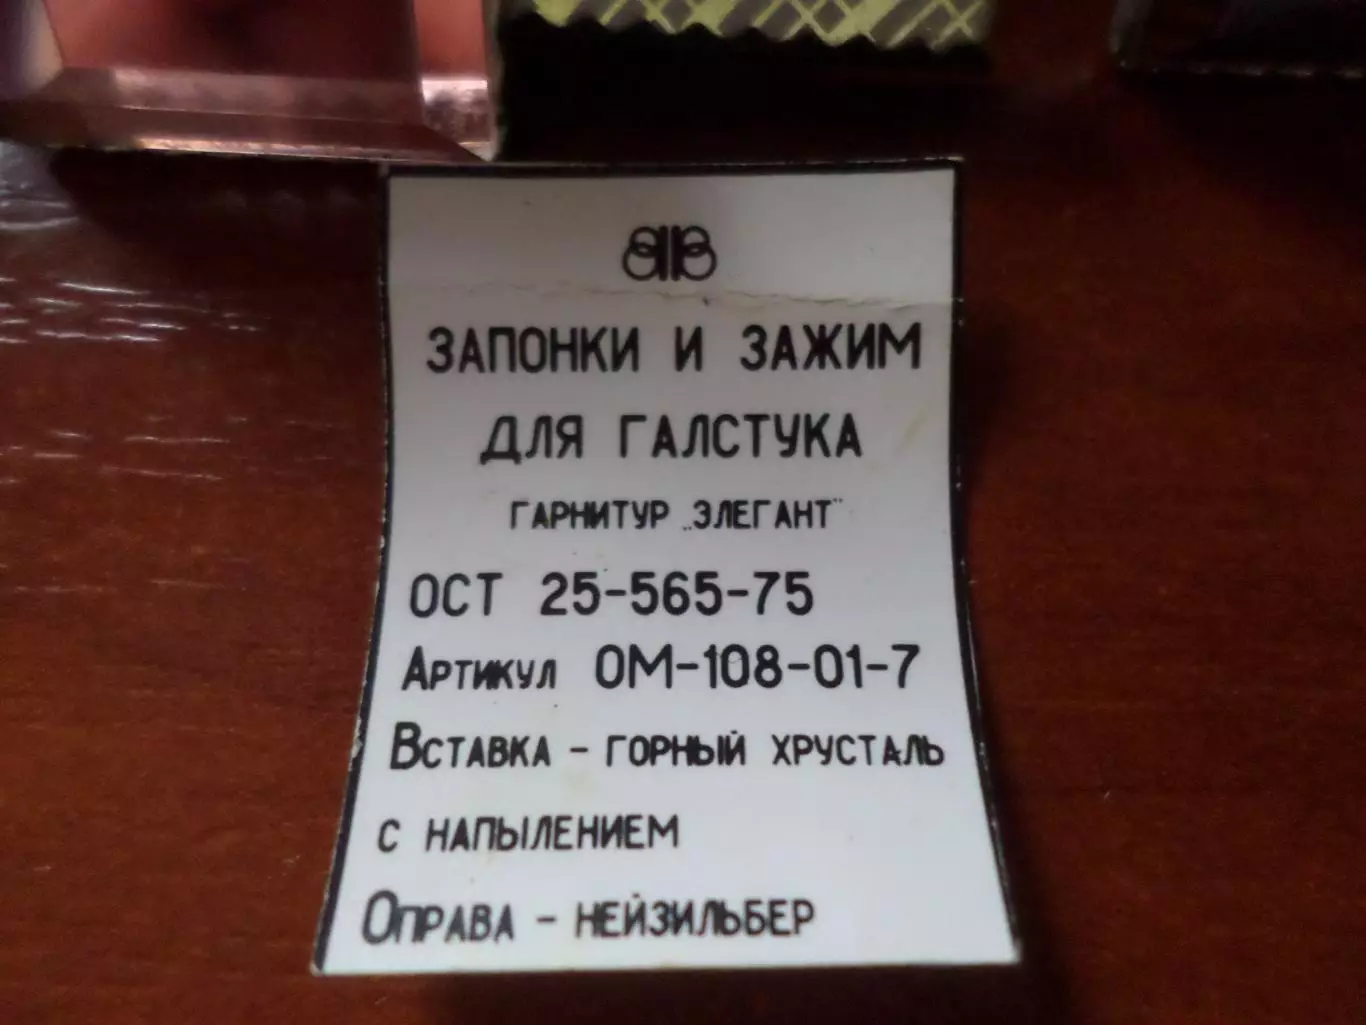 ЗАПОНКИ И ЗАЖИМ
ДЛЯ ГАЛСТУКА
ГАРНИТУР „ЭЛЕГАНТ"
ОСТ 25-565-75
АРТИКУЛ ОМ-108-01-7
ВСТАВКА - ГОРНЫЙ ХРУСТАЛЬ
С НАПЫЛЕНИЕМ
ОПРАВА - НЕЙЗИЛЬБЕР